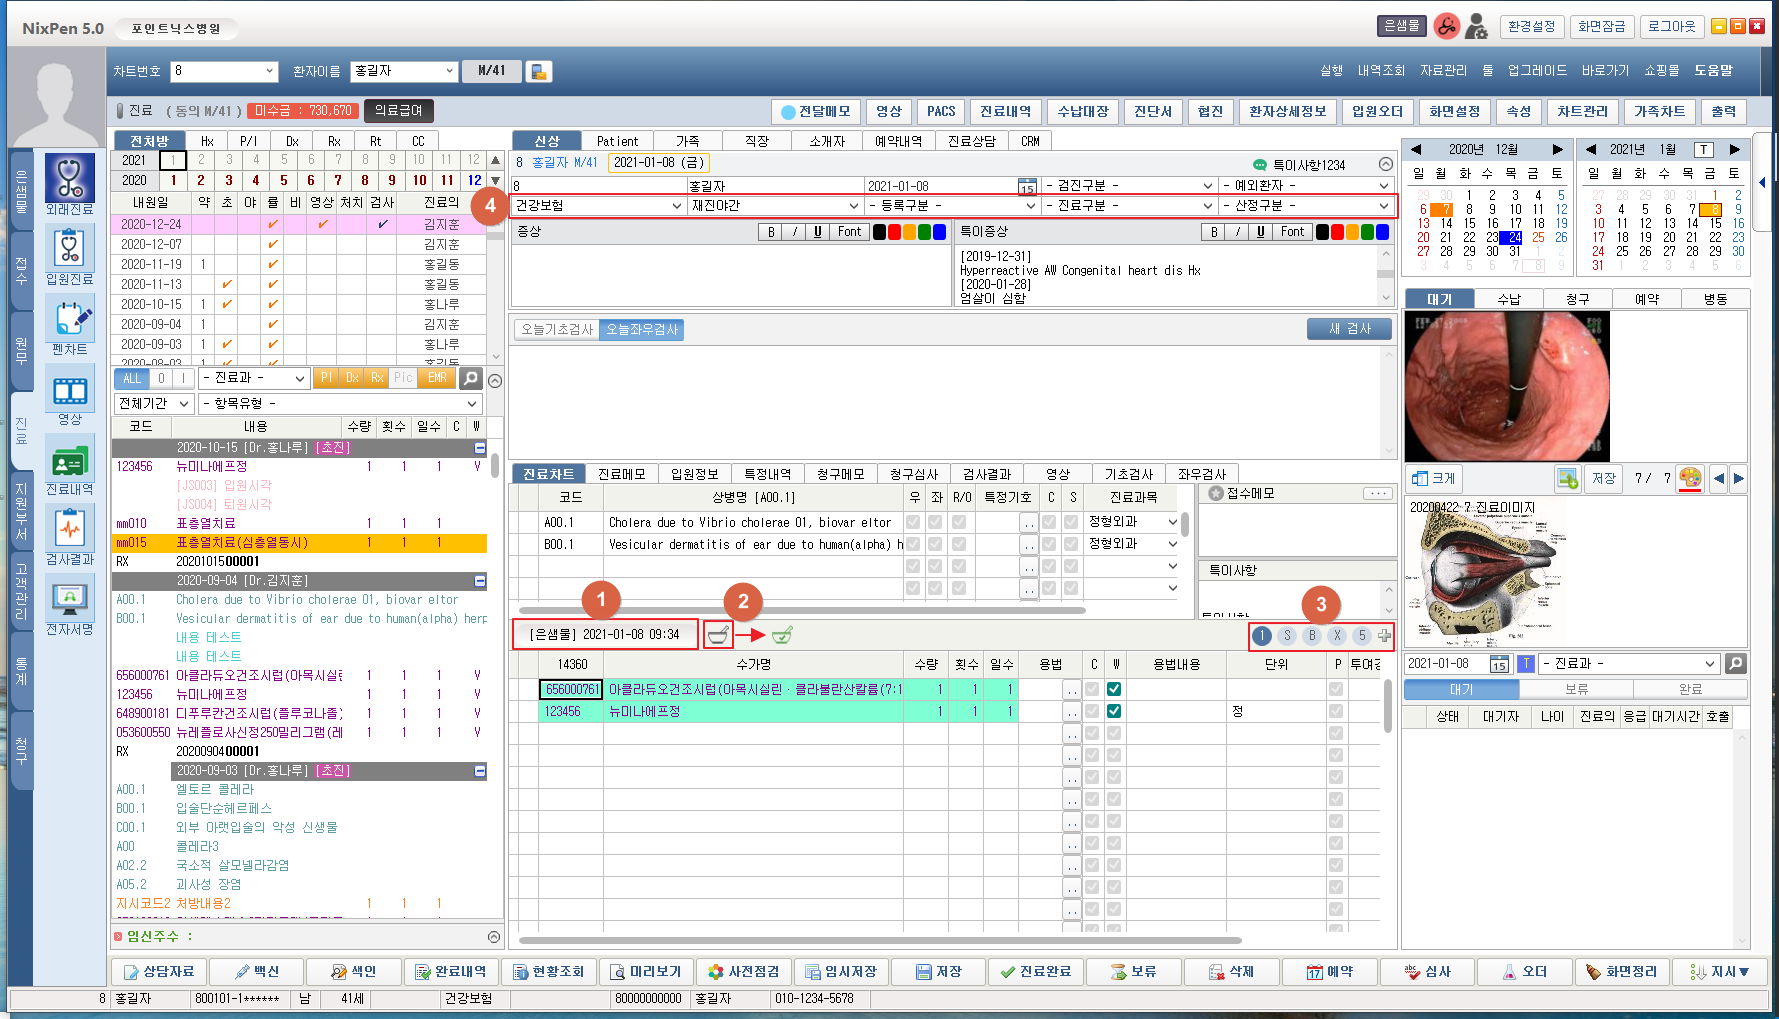 NixPen 5.0 포인트닉스병원 은샘물 환경설정 화면잠금 로그아웃
차트번호 8 환자이름 홍길자 M/41 실행 내역조회 자료관리 툴 업그레이드 바로가기 쇼핑몰 도움말
진료 ( 동의 M/41 ) 미수금 : 730,670 의료급여 전달메모 영상 PACS 진료내역 수납대장 진단서 협진 환자상세정보 입원오더 화면설정 속성 차트관리 가족차트 출력
은샘물
접수
원무
진료
지원부서
고객관리
통계
청구
외래진료
입원진료
펜차트
영상
진료내역
검사결과
전자서명
전처방 Hx P/I Dx Rx Rt CC
2021 1 2 3 4 5 6 7 8 9 10 11 12
2020 1 2 3 4 5 6 7 8 9 10 11 12
내원일 약 초 야 률 비 영상 처치 검사 진료의
2020-12-24 김지훈
2020-12-07 김지훈
2020-11-19 1 홍길동
2020-11-13 홍길동
2020-10-15 1 홍나루
2020-09-04 1 김지훈
2020-09-03 1 홍나루
2020-08-03 1 홍길동
ALL O I - 진료과 - PI Dx Rx Pic EMR
전체기간 - 항목유형 -
코드 내용 수량 횟수 일수 C W
2020-10-15 [Dr.홍나루] [초진]
123456 뉴미나에프정 1 1 1 V
[JS003] 입원시각
[JS004] 퇴원시각
mm010 표층열치료 1 1 1
mm015 표층열치료(심층열동시) 1 1 1
RX 2020101500001
2020-09-04 [Dr.김지훈]
A00.1 Cholera due to Vibrio cholerae 01, biovar eltor
B00.1 Vesicular dermatitis of ear due to human(alpha) herp
내용 테스트
내용 테스트
656000761 아클라듀오건조시럽(아목시실린 1 1 1 V
123456 뉴미나에프정 1 1 1 V
648900181 디푸루칸건조시럽(플루코나졸) 1 1 1 V
053600550 뉴레플로사신정250밀리그램(레 1 1 1 V
RX 2020090400001
2020-09-03 [Dr.홍나루] [초진]
A00.1 엘토르 콜레라
B00.1 입술단순헤르페스
C00.1 외부 아랫입술의 악성 신생물
A00 콜레라3
A02.2 국소적 살모넬라감염
A05.2 괴사성 장염
지시코드2 처방내용2 1 1 1
임신주수 :
신상 Patient 가족 직장 소개자 예약내역 진료상담 CRM
8 홍길자 M/41 2021-01-08 (금) 특이사항1234
8 홍길자 2021-01-08 15 - 검진구분 - - 예외환자 -
4 건강보험 재진야간 - 등록구분 - - 진료구분 - - 산정구분 -
증상 B I U Font 특이증상 B I U Font
[2019-12-31]
Hyperreactive AW Congenital heart dis Hx
[2020-01-28]
엄살이 심함
오늘기초검사 오늘좌우검사 새 검사
진료차트 진료메모 입원정보 특정내역 청구메모 청구심사 검사결과 영상 기초검사 좌우검사
코드 상병명 [A00.1] 우 좌 R/O 특정기호 C S 진료과목
A00.1 Cholera due to Vibrio cholerae 01, biovar eltor .. 정형외과
B00.1 Vesicular dermatitis of ear due to human(alpha) h .. 정형외과
접수메모 ...
특이사항
1 2 3
[은샘물] 2021-01-08 09:34 1 S B X 5
14360 수가명 수량 횟수 일수 용법 C W 용법내용 단위 P 투여경
656000761 아클라듀오건조시럽(아목시실린·클라불란산칼륨(7:1 1 1 1 ..
123456 뉴미나에프정 1 1 1 .. 정
2020년 12월
일 월 화 수 목 금 토
29 30 1 2 3 4 5
6 7 8 9 10 11 12
13 14 15 16 17 18 19
20 21 22 23 24 25 26
27 28 29 30 31 1 2
3 4 5 6 7 8 9
2021년 1월 T
일 월 화 수 목 금 토
27 28 29 30 31 1 2
3 4 5 6 7 8 9
10 11 12 13 14 15 16
17 18 19 20 21 22 23
24 25 26 27 28 29 30
31 1 2 3 4 5 6
대기 수납 청구 예약 병동
크게 저장 7 / 7
20200422 7 진료이미지
2021-01-08 15 T - 진료과 -
대기 보류 완료
상태 대기자 나이 진료의 응급 대기시간 호출
상담자료 백신 색인 완료내역 현황조회 미리보기 사전점검 임시저장 저장 진료완료 보류 삭제 예약 심사 오더 화면정리 지시▼
8 홍길자 800101-1****** 남 41세 건강보험 80000000000 홍길자 010-1234-5678